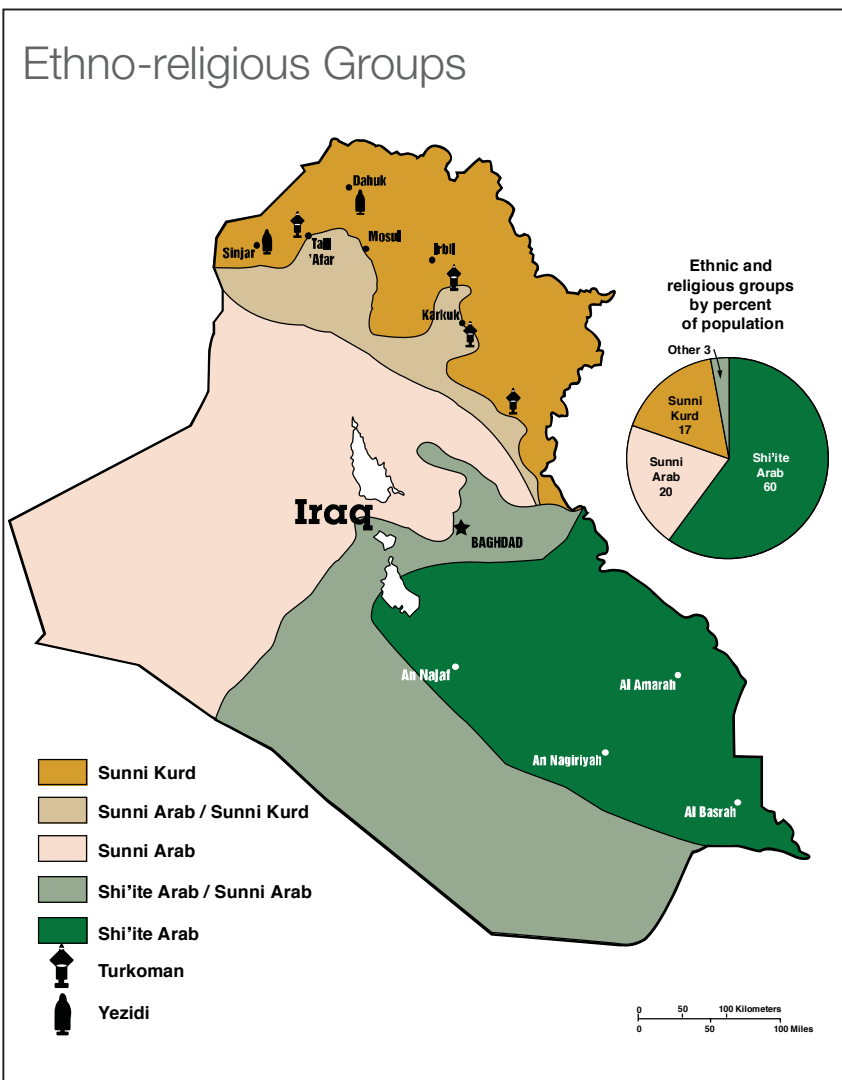 Ethno-religious Groups
Dahuk
Sinjar
'Afar
Karkuk
Iraq
BAGHDAD
An Najaf
Al Amarah
An Nagiriyah
Al Basrah
Ethnic and
religious groups
by percent
of population
Other 3
Sunni
Kurd
17
Sunni
Arab
20
Shi'ite
Arab
60
Sunni Kurd
Sunni Arab / Sunni Kurd
Sunni Arab
Shi'ite Arab / Sunni Arab
Shi'ite Arab
Turkoman
Yezidi
0 50 100 Kilometers
0 50 100 Miles